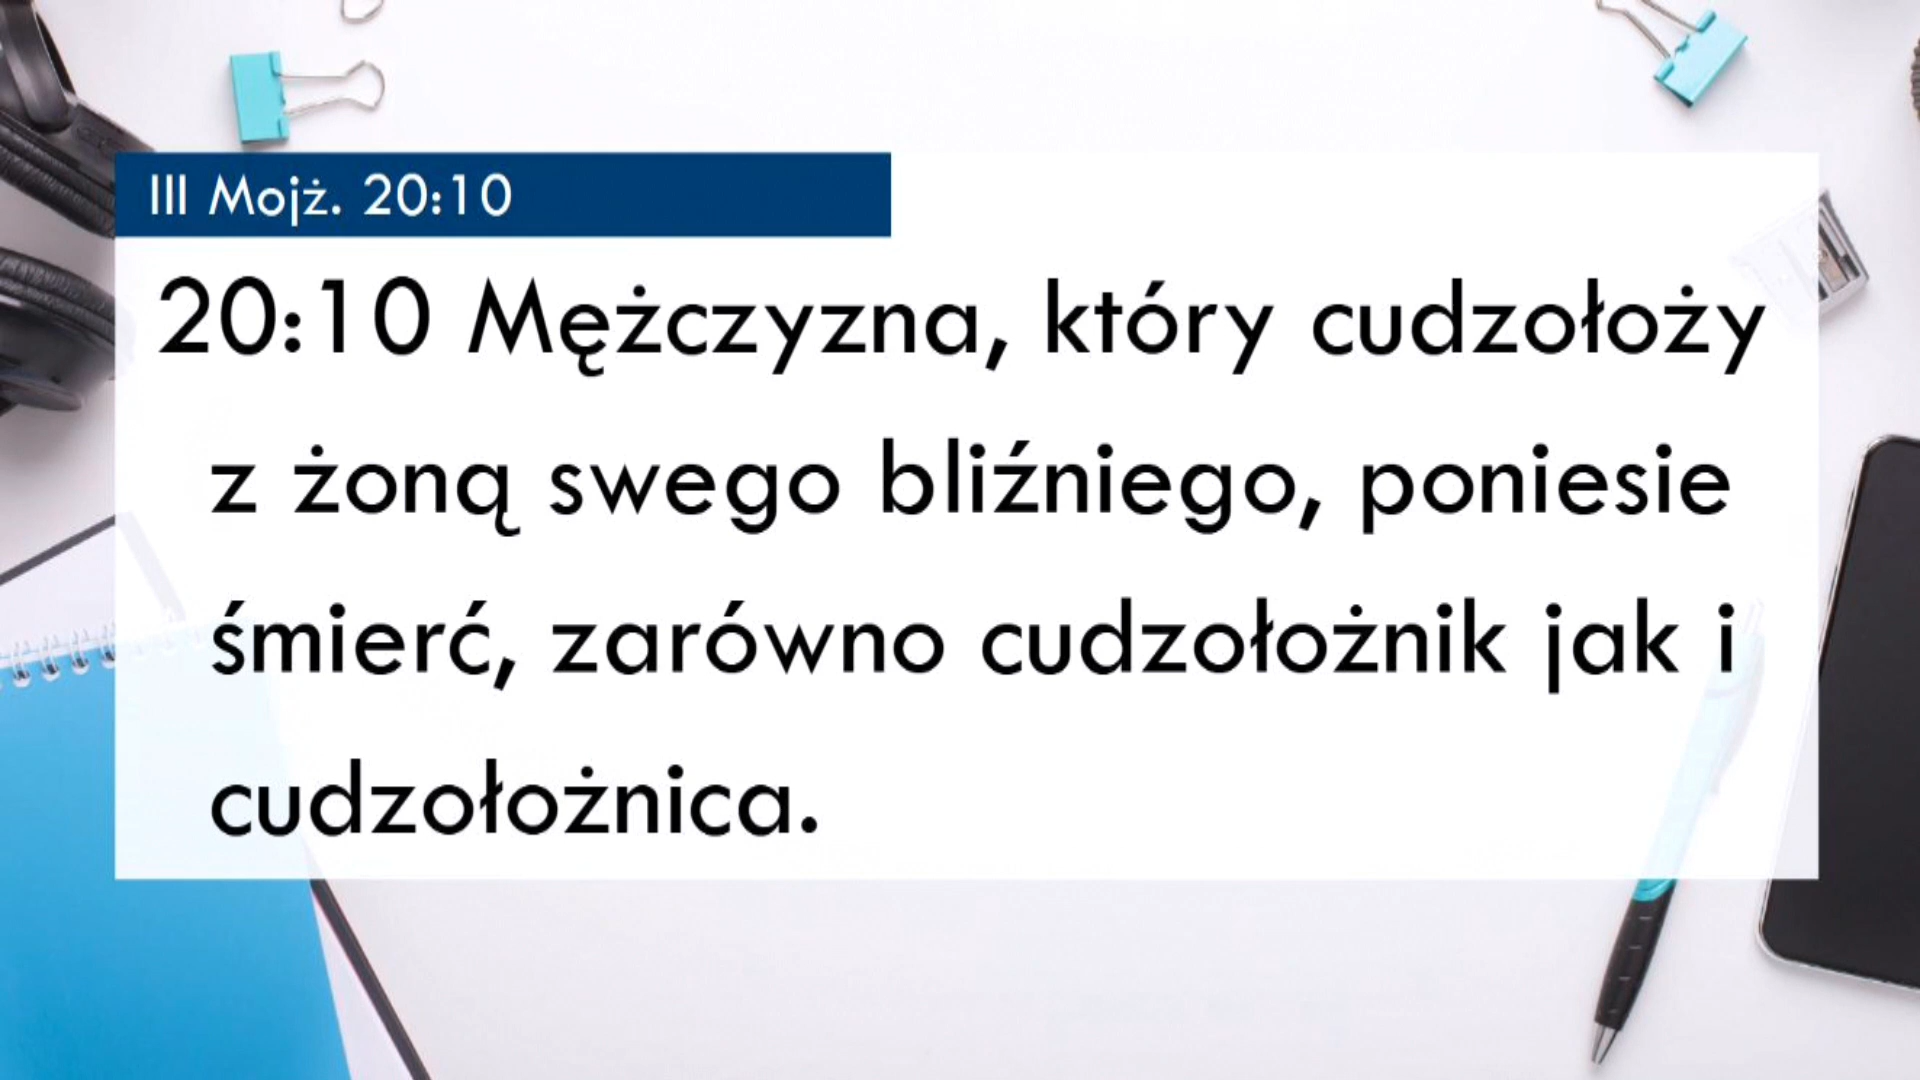 III Mojż. 20:10
20:10 Mężczyzna, który cudzołoży
z żoną swego bliźniego, poniesie
śmierć, zarówno cudzołożnik jak i
cudzołożnica.